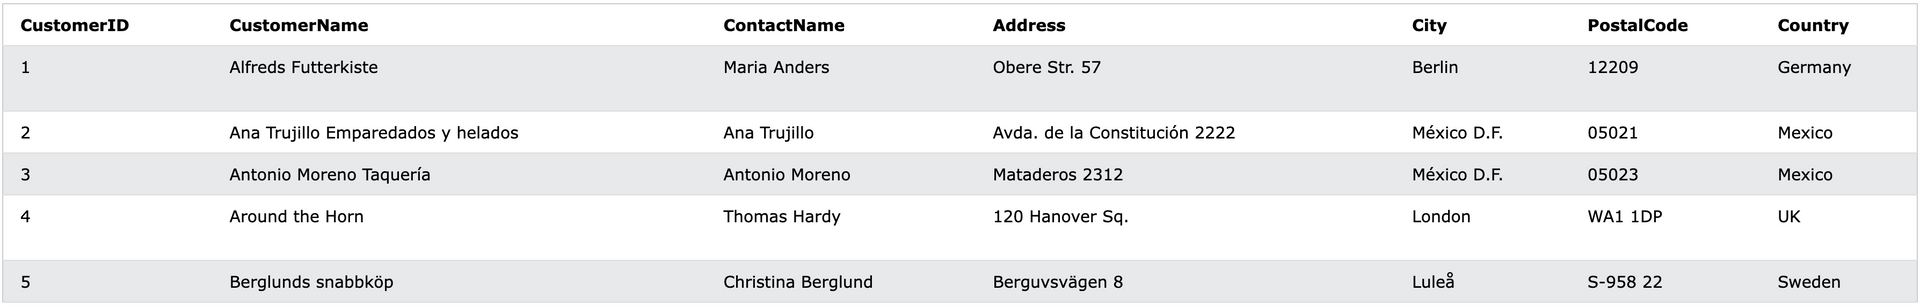 CustomerID CustomerName ContactName Address City PostalCode Country
1 Alfreds Futterkiste Maria Anders Obere Str. 57 Berlin 12209 Germany
2 Ana Trujillo Emparedados y helados Ana Trujillo Avda. de la Constitución 2222 México D.F. 05021 Mexico
3 Antonio Moreno Taquería Antonio Moreno Mataderos 2312 México D.F. 05023 Mexico
4 Around the Horn Thomas Hardy 120 Hanover Sq. London WA1 1DP UK
5 Berglunds snabbköp Christina Berglund Berguvsvägen 8 Luleå S-958 22 Sweden